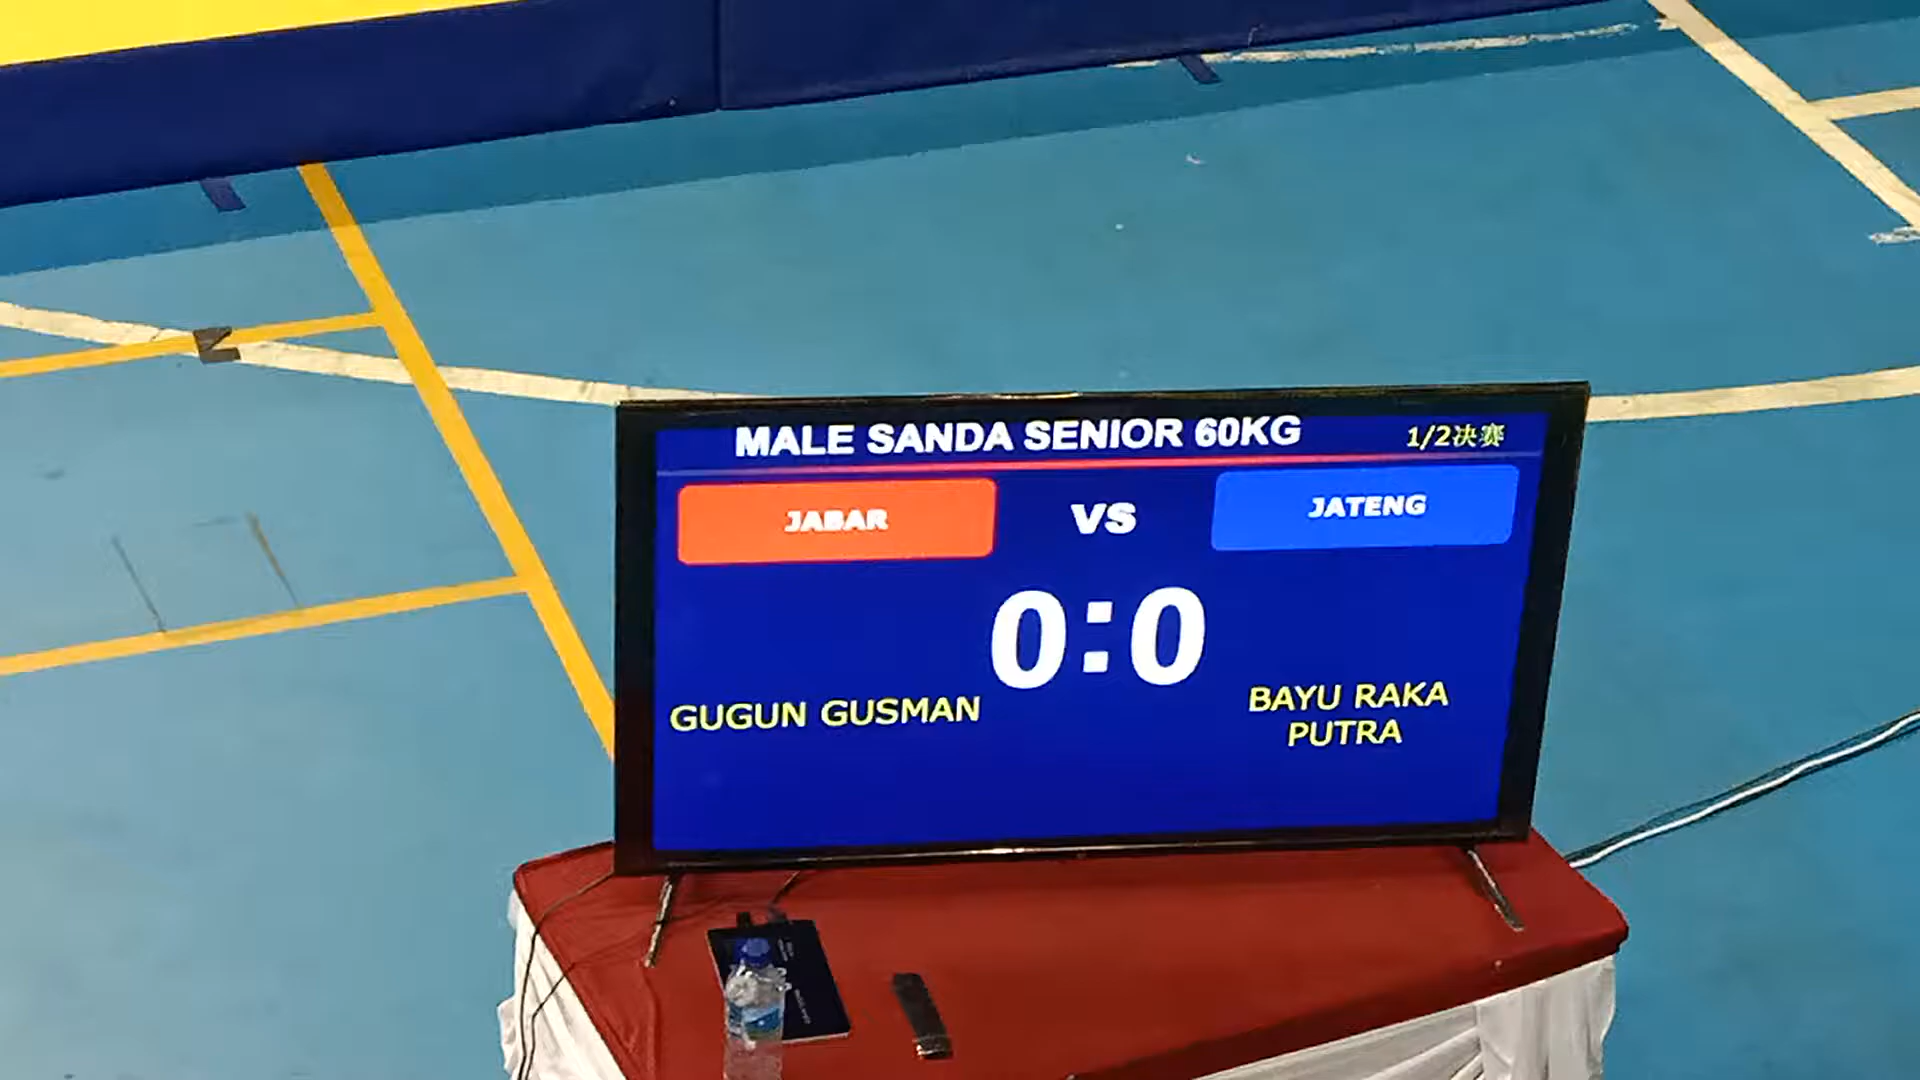 MALE SANDA SENIOR 60KG 1/2决赛
JABAR VS JATENG
0:0
GUGUN GUSMAN
BAYU RAKA
PUTRA